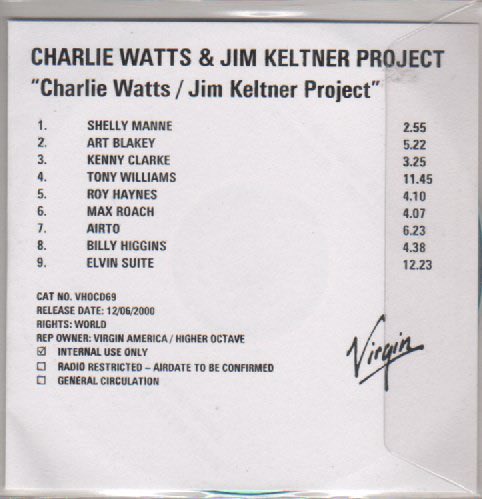 CHARLIE WATTS & JIM KELTNER PROJECT
"Charlie Watts / Jim Keltner Project"
1. SHELLY MANNE 2.55
2. ART BLAKEY 5.22
3. KENNY CLARKE 3.25
4. TONY WILLIAMS 11.45
5. ROY HAYNES 4.10
6. MAX ROACH 4.07
7. AIRTO 6.23
8. BILLY HIGGINS 4.38
9. ELVIN SUITE 12.23
CAT NO. VHOCD69
RELEASE DATE: 12/06/2000
RIGHTS: WORLD
REP OWNER: VIRGIN AMERICA / HIGHER OCTAVE
☑ INTERNAL USE ONLY
☐ RADIO RESTRICTED – AIRDATE TO BE CONFIRMED
☐ GENERAL CIRCULATION
Virgin